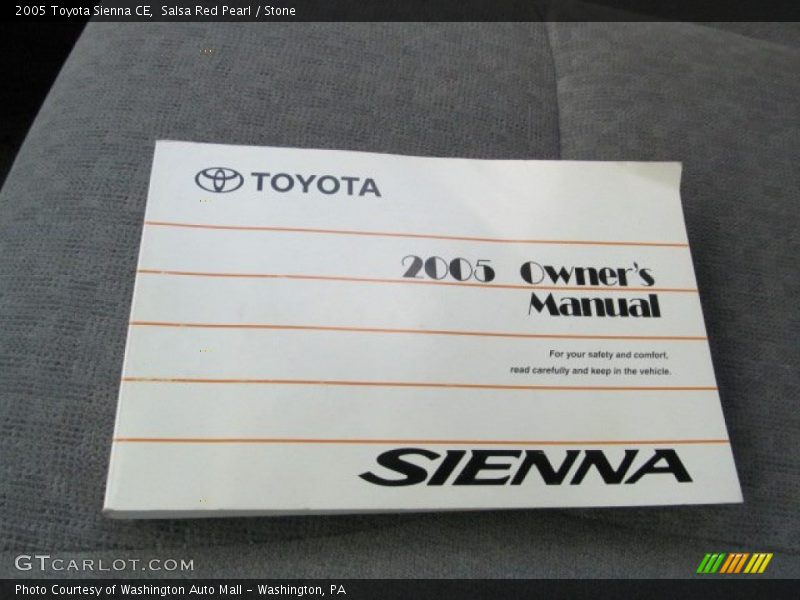 2005 Toyota Sienna CE, Salsa Red Pearl / Stone
TOYOTA
2005 Owner's
Manual
For your safety and comfort,
read carefully and keep in the vehicle.
SIENNA
GTCARLOT.COM
Photo Courtesy of Washington Auto Mall - Washington, PA